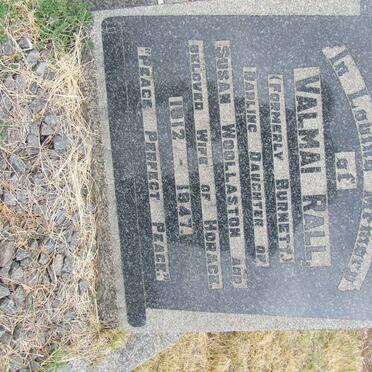 In Loving Memory
of
VALMAI RALL
(FORMERLY BURNETT.)
DARLING DAUGHTER OF
SUSAN WOOLLASTON AND
BELOVED WIFE OF HORACE
1912 - 1947.
"PEACE PERFECT PEACE."